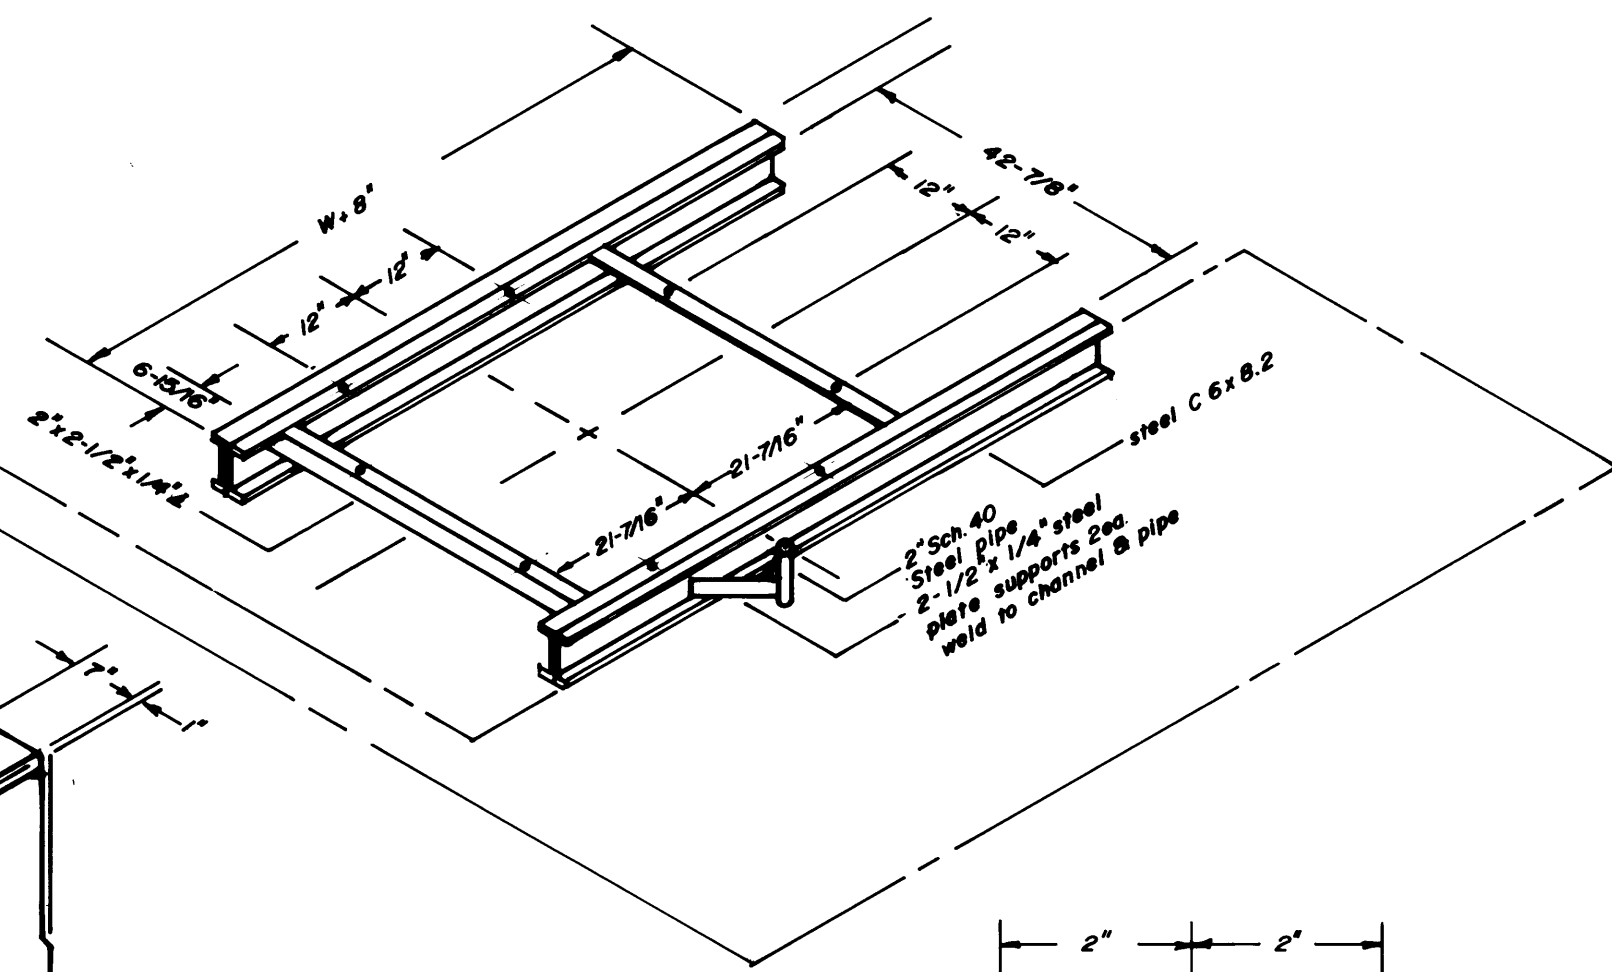 42-7/8"
12"
12"
W+8"
12"
12"
6-15/16"
2"x2-1/2"x1/4"L
steel C 6x8.2
21-7/16"
21-7/16"
2" Sch. 40
Steel pipe
2-1/2" x 1/4" steel
plate supports 2ea.
weld to channel & pipe
7"
1"
2"
2"